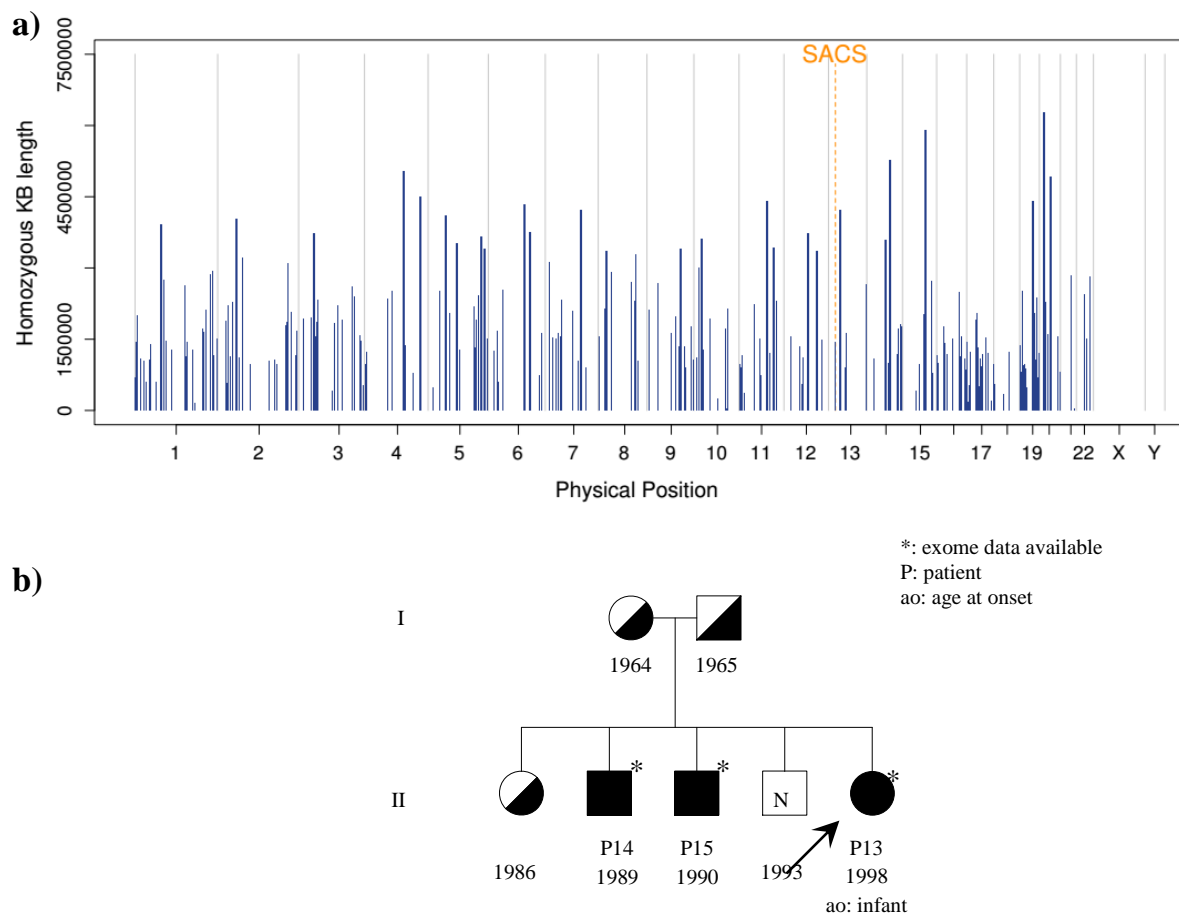 a)
SACS
Homozygous KB length
7500000
4500000
1500000
0
1 2 3 4 5 6 7 8 9 10 11 12 13 15 17 19 22 X Y
Physical Position
*: exome data available
P: patient
ao: age at onset
b)
I
1964 1965
II
* * N *
P14 P15 P13
1986 1989 1990 1993 1998
ao: infant